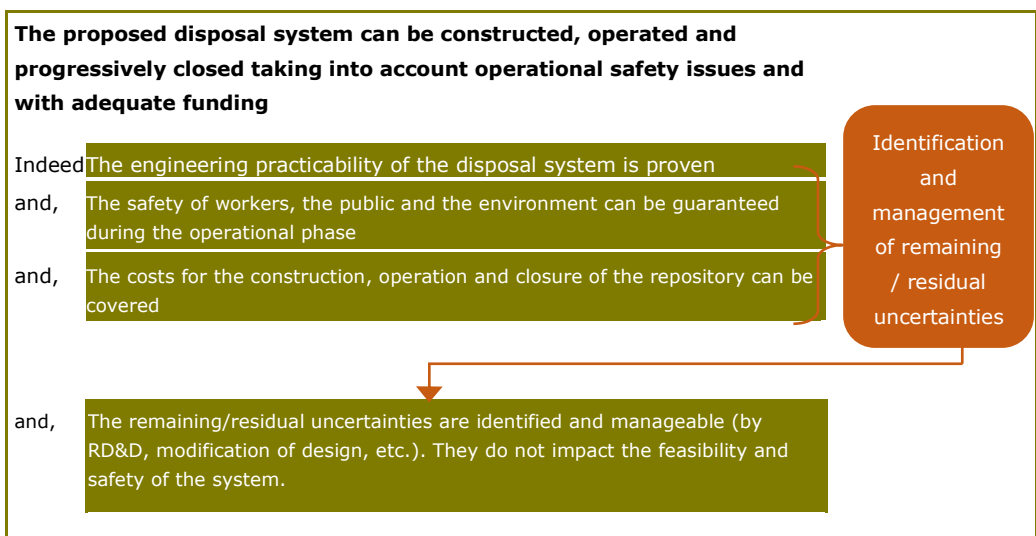 The proposed disposal system can be constructed, operated and
progressively closed taking into account operational safety issues and
with adequate funding
Indeed The engineering practicability of the disposal system is proven
and, The safety of workers, the public and the environment can be guaranteed
during the operational phase
and, The costs for the construction, operation and closure of the repository can be
covered
Identification
and
management
of remaining
/ residual
uncertainties
and, The remaining/residual uncertainties are identified and manageable (by
RD&D, modification of design, etc.). They do not impact the feasibility and
safety of the system.